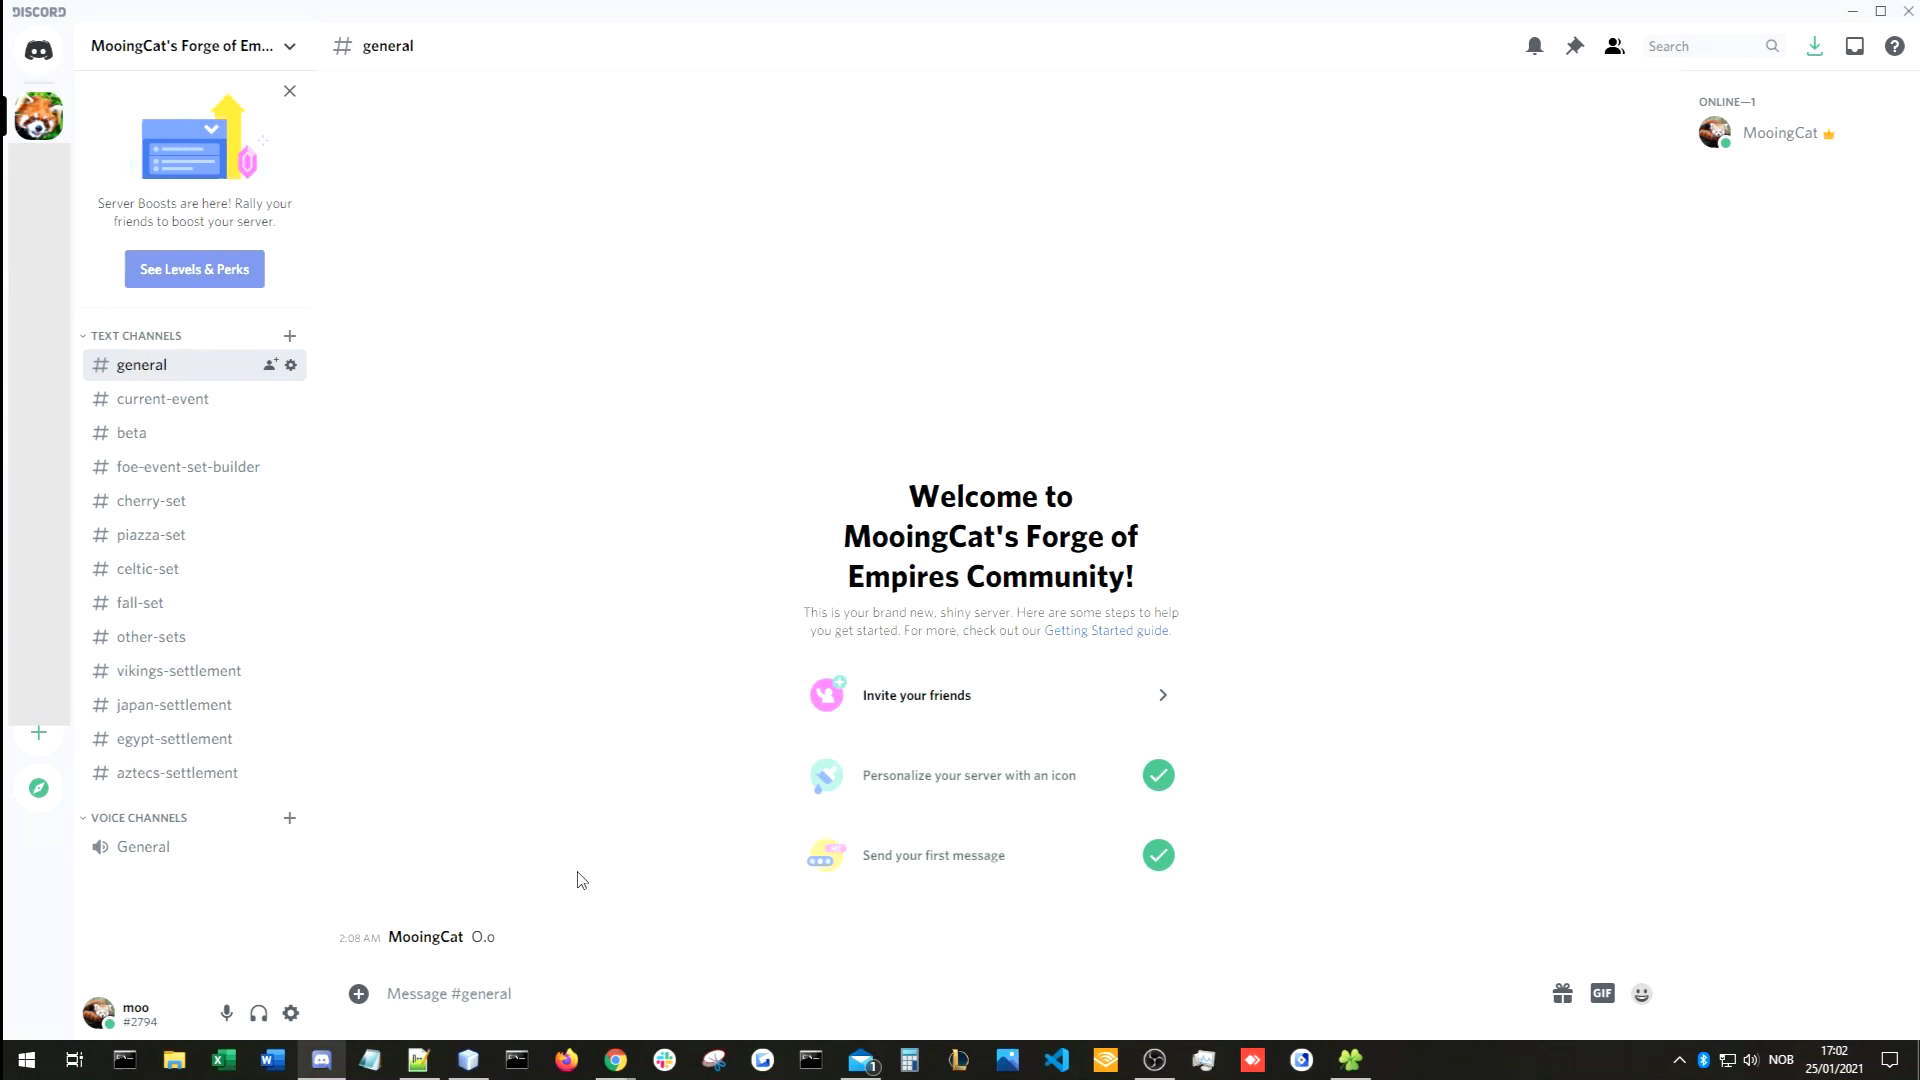 DISCORD
MooingCat's Forge of Em...
general
Search
Server Boosts are here! Rally your
friends to boost your server.
See Levels & Perks
TEXT CHANNELS
general
current-event
beta
foe-event-set-builder
cherry-set
piazza-set
celtic-set
fall-set
other-sets
vikings-settlement
japan-settlement
egypt-settlement
aztecs-settlement
VOICE CHANNELS
General
moo
#2794
Welcome to
MooingCat's Forge of
Empires Community!
This is your brand new, shiny server. Here are some steps to help
you get started. For more, check out our Getting Started guide.
Invite your friends
Personalize your server with an icon
Send your first message
2:08 AM MooingCat O.o
Message #general
GIF
ONLINE—1
MooingCat
1
NOB
17:02
25/01/2021